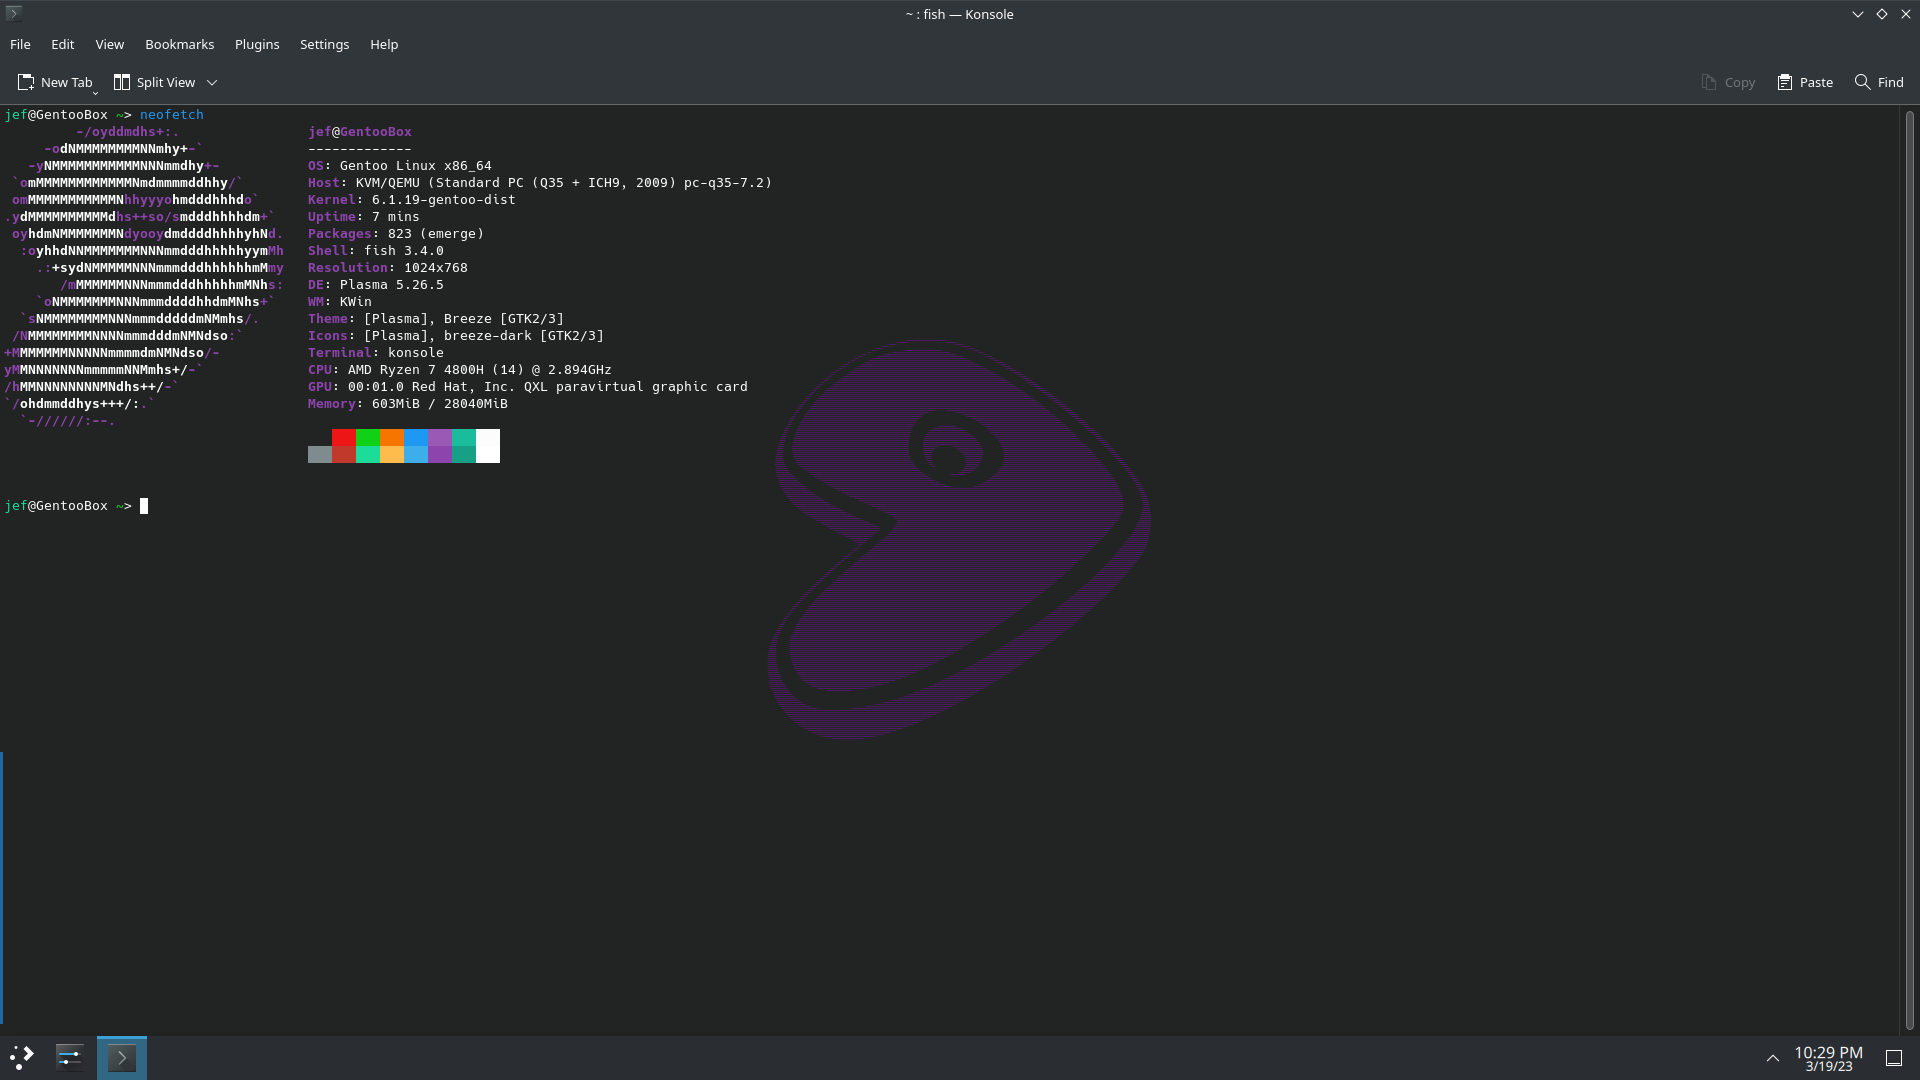 ~ : fish — Konsole
File Edit View Bookmarks Plugins Settings Help
New Tab Split View Copy Paste Find
jef@GentooBox ~> neofetch
-/oyddmdhs+:. jef@GentooBox
-odNMMMMMMMMNNmhy+-` -------------
-yNMMMMMMMMMMMNNNmmdhy+- OS: Gentoo Linux x86_64
`omMMMMMMMMMMMMNmdmmmmddhhy/` Host: KVM/QEMU (Standard PC (Q35 + ICH9, 2009) pc-q35-7.2)
omMMMMMMMMMMMNhhyyyohmdddhhhdo` Kernel: 6.1.19-gentoo-dist
.ydMMMMMMMMMMdhs++so/smdddhhhhdm+` Uptime: 7 mins
oyhdmNMMMMMMMNdyooydmddddhhhhyhNd. Packages: 823 (emerge)
:oyhhdNNMMMMMMMNNNmmdddhhhhhyymMh Shell: fish 3.4.0
.:+sydNMMMMMNNNmmmdddhhhhhhmMmy Resolution: 1024x768
/mMMMMMMNNNmmmdddhhhhhmMNhs: DE: Plasma 5.26.5
`oNMMMMMMMNNNmmmddddhhdmMNhs+` WM: KWin
`sNMMMMMMMMNNNmmmdddddmNMmhs/. Theme: [Plasma], Breeze [GTK2/3]
/NMMMMMMMMNNNNmmmdddmNMNdso:` Icons: [Plasma], breeze-dark [GTK2/3]
+MMMMMMMNNNNNmmmmdmNMNdso/- Terminal: konsole
yMMNNNNNNNmmmmmNNMmhs+/-` CPU: AMD Ryzen 7 4800H (14) @ 2.894GHz
/hMMNNNNNNNNMNdhs++/-` GPU: 00:01.0 Red Hat, Inc. QXL paravirtual graphic card
`/ohdmmddhys+++/:.` Memory: 603MiB / 28040MiB
`-//////:--.
jef@GentooBox ~>
10:29 PM
3/19/23